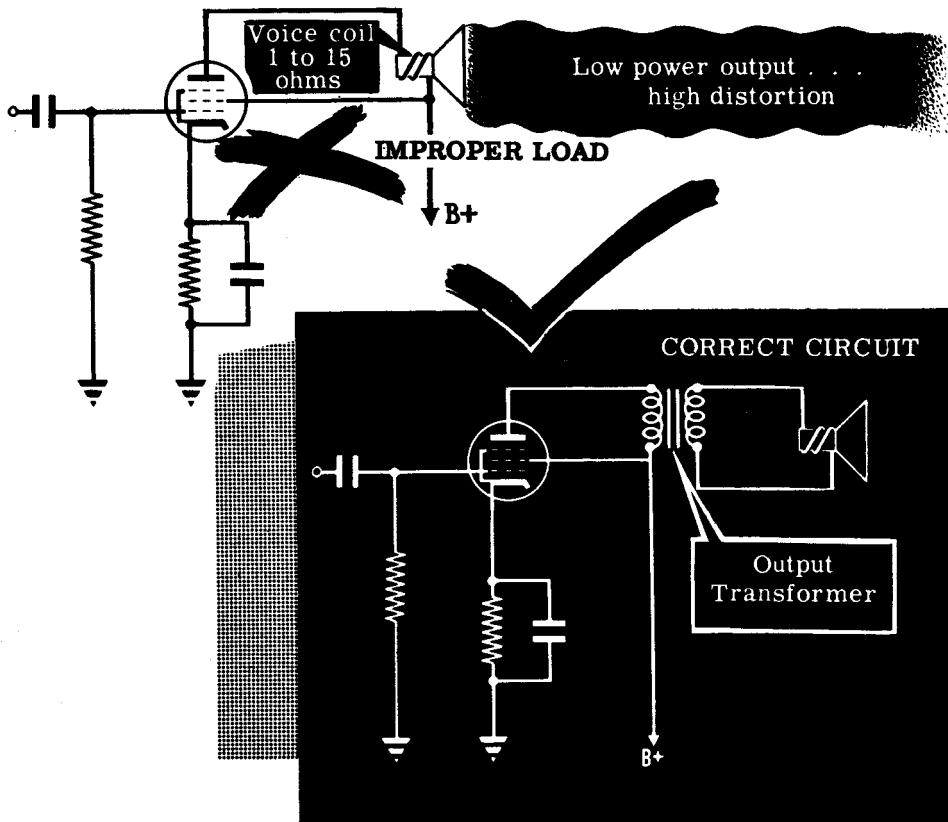 Voice coil
1 to 15
ohms
Low power output . . .
high distortion
IMPROPER LOAD
B+
CORRECT CIRCUIT
Output
Transformer
B+